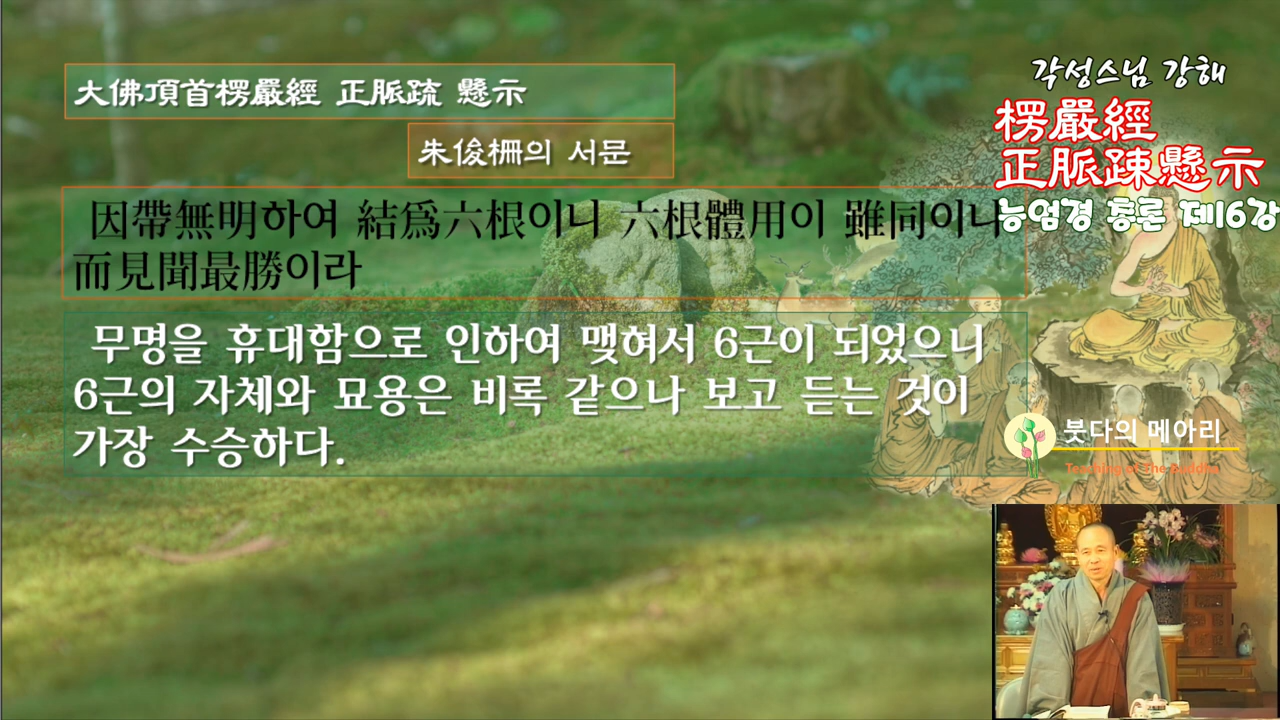 大佛頂首楞嚴經 正脈疏 懸示
朱俊柵의 서문
因帶無明하여 結爲六根이니 六根體用이 雖同이나
而見聞最勝이라
무명을 휴대함으로 인하여 맺혀서 6근이 되었으니
6근의 자체와 묘용은 비록 같으나 보고 듣는 것이
가장 수승하다.
각성스님 강해
楞嚴經
正脈疎懸示
능엄경 총론 제6강
붓다의 메아리
Teaching of The Buddha